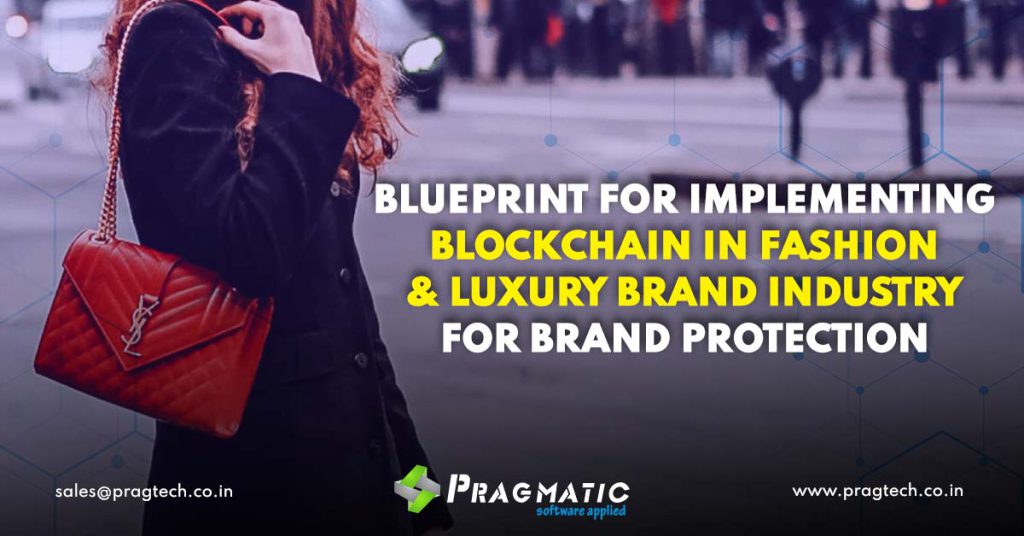 BLUEPRINT FOR IMPLEMENTING
BLOCKCHAIN IN FASHION
& LUXURY BRAND INDUSTRY
FOR BRAND PROTECTION
YSL
sales@pragtech.co.in
PRAGMATIC
software applied
www.pragtech.co.in